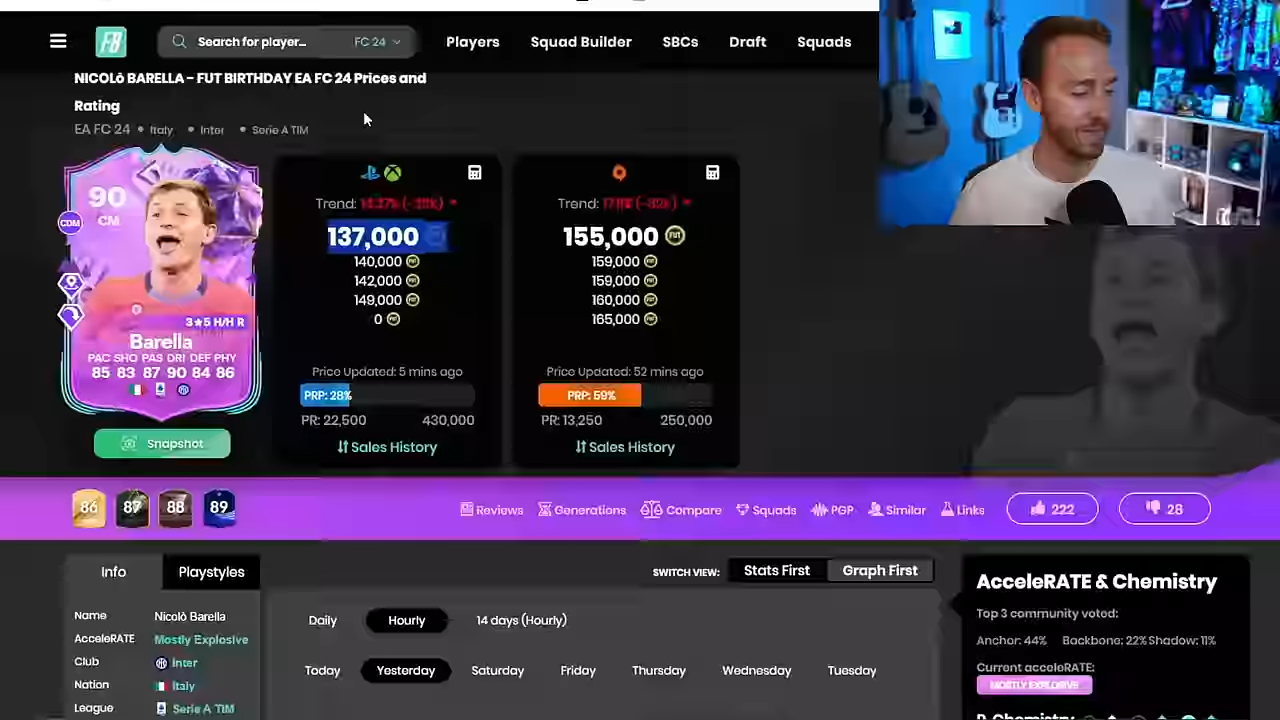 FB
Search for player...
FC 24
Players
Squad Builder
SBCs
Draft
Squads
NICOLò BARELLA - FUT BIRTHDAY EA FC 24 Prices and
Rating
EA FC 24 • Italy • Inter • Serie A TIM
90
CM
CDM
3★5 H/H R
Barella
PAC SHO PAS DRI DEF PHY
85 83 87 90 84 86
Snapshot
Trend:
137,000
140,000
142,000
149,000
0
Price Updated: 5 mins ago
PRP: 28%
PR: 22,500
430,000
Sales History
Trend:
155,000
FUT
159,000
159,000
160,000
165,000
Price Updated: 52 mins ago
PRP: 59%
PR: 13,250
250,000
Sales History
86
87
88
89
Reviews
Generations
Compare
Squads
PGP
Similar
Links
222
28
Info
Playstyles
SWITCH VIEW:
Stats First
Graph First
Name Nicolò Barella
AcceleRATE Mostly Explosive
Club Inter
Nation Italy
League Serie A TIM
Daily
Hourly
14 days (Hourly)
Today
Yesterday
Saturday
Friday
Thursday
Wednesday
Tuesday
AcceleRATE & Chemistry
Top 3 community voted:
Anchor: 44% Backbone: 22% Shadow: 11%
Current acceleRATE:
MOSTLY EXPLOSIVE